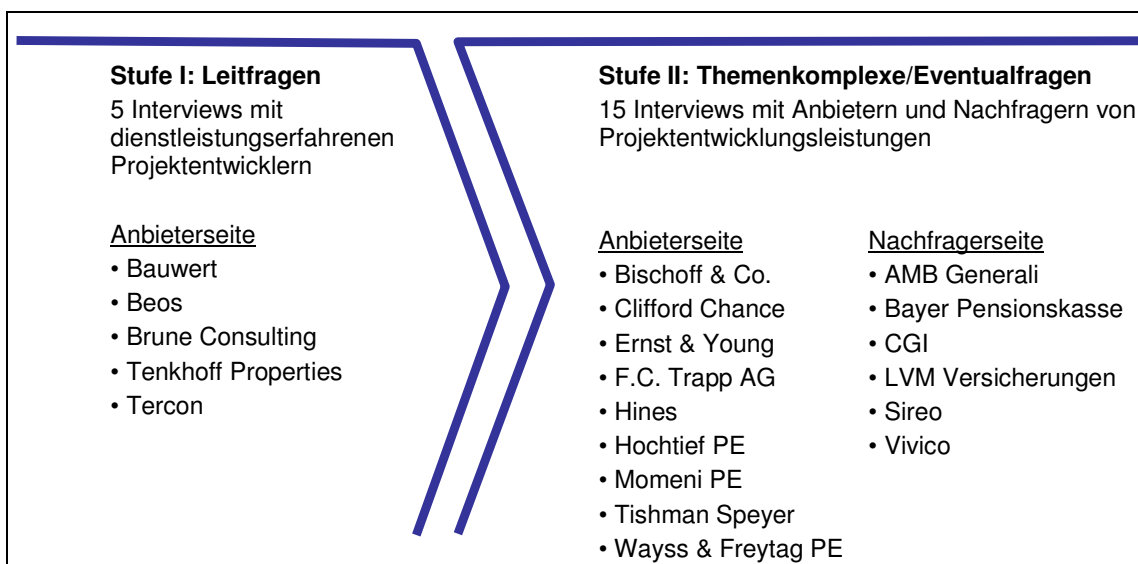 Stufe I: Leitfragen
5 Interviews mit
dienstleistungserfahrenen
Projektentwicklern
Anbieterseite
• Bauwert
• Beos
• Brune Consulting
• Tenkhoff Properties
• Tercon
Stufe II: Themenkomplexe/Eventualfragen
15 Interviews mit Anbietern und Nachfragern von
Projektentwicklungsleistungen
Anbieterseite
• Bischoff & Co.
• Clifford Chance
• Ernst & Young
• F.C. Trapp AG
• Hines
• Hochtief PE
• Momeni PE
• Tishman Speyer
• Wayss & Freytag PE
Nachfragerseite
• AMB Generali
• Bayer Pensionskasse
• CGI
• LVM Versicherungen
• Sireo
• Vivico